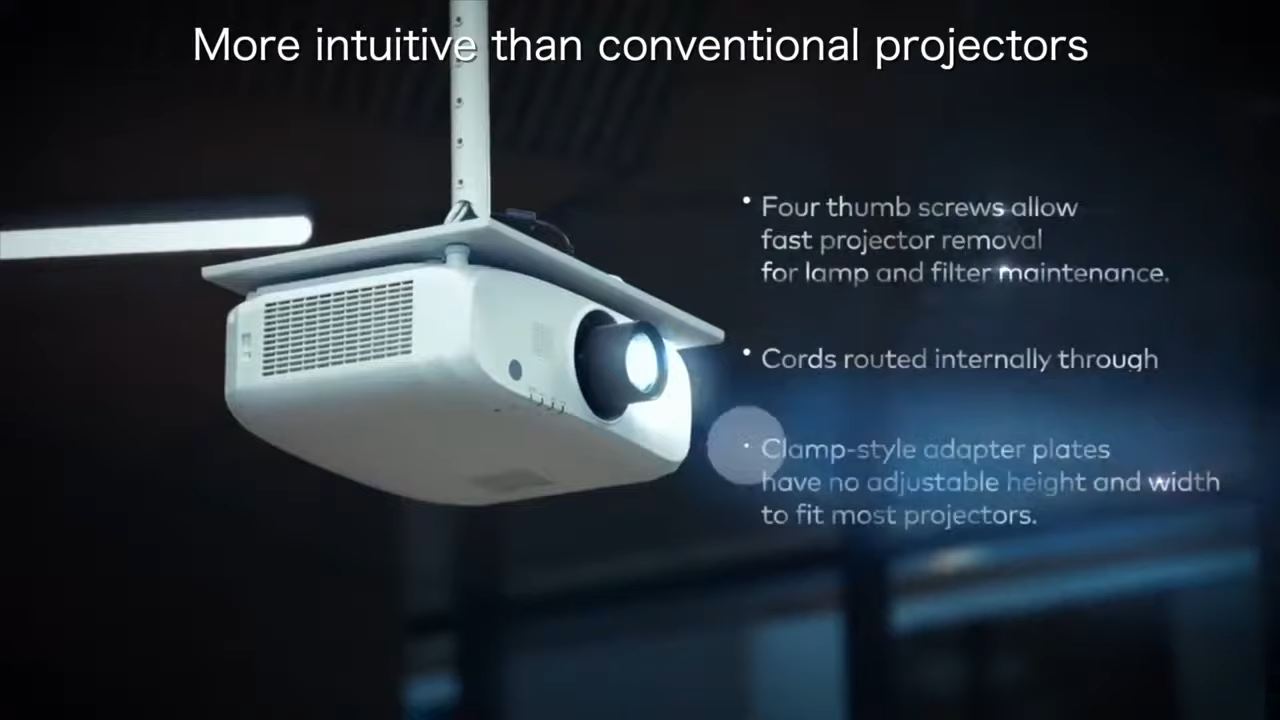 More intuitive than conventional projectors
• Four thumb screws allow
fast projector removal
for lamp and filter maintenance.
• Cords routed internally through
• Clamp-style adapter plates
have no adjustable height and width
to fit most projectors.